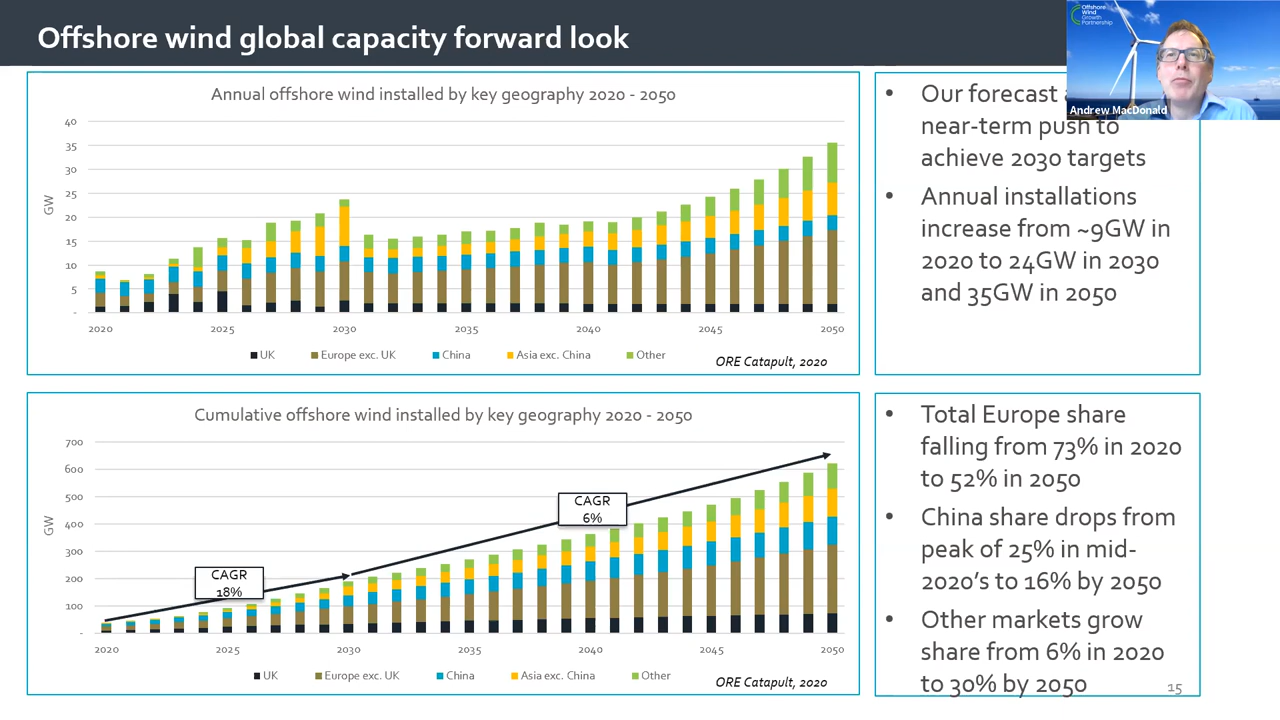 Offshore wind global capacity forward look
Offshore
Wind
Growth
Partnership
Andrew MacDonald
Annual offshore wind installed by key geography 2020 - 2050
40
35
30
25
20
15
10
5
-
GW
2020 2025 2030 2035 2040 2045 2050
UK Europe exc. UK China Asia exc. China Other
ORE Catapult, 2020
• Our forecast
near-term push to
achieve 2030 targets
• Annual installations
increase from ~9GW in
2020 to 24GW in 2030
and 35GW in 2050
Cumulative offshore wind installed by key geography 2020 - 2050
700
600
500
400
300
200
100
-
GW
CAGR
18%
CAGR
6%
2020 2025 2030 2035 2040 2045 2050
UK Europe exc. UK China Asia exc. China Other
ORE Catapult, 2020
• Total Europe share
falling from 73% in 2020
to 52% in 2050
• China share drops from
peak of 25% in mid-
2020's to 16% by 2050
• Other markets grow
share from 6% in 2020
to 30% by 2050
15